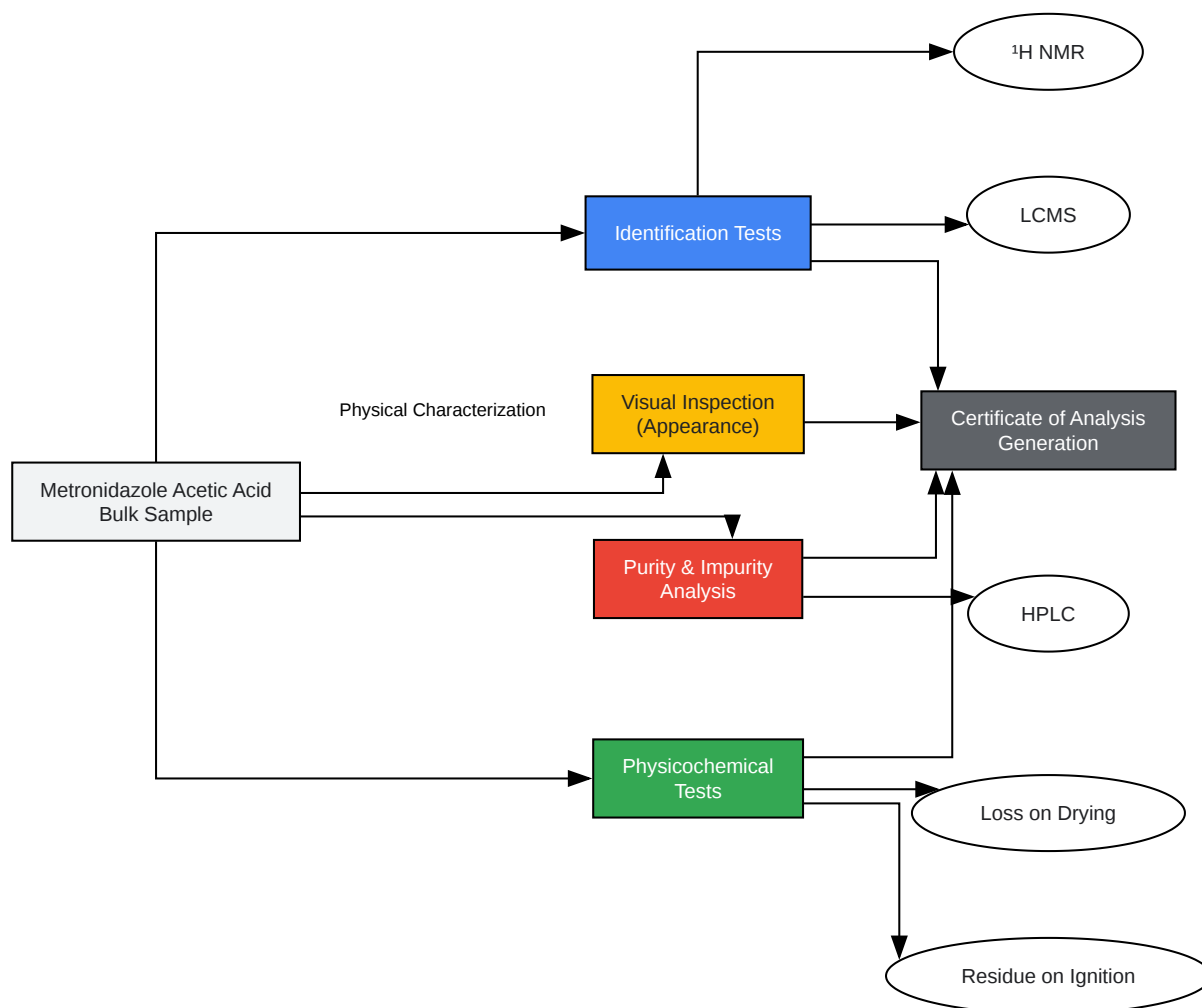 ¹H NMR
LCMS
Identification Tests
Physical Characterization
Visual Inspection
(Appearance)
Certificate of Analysis
Generation
Metronidazole Acetic Acid
Bulk Sample
Purity & Impurity
Analysis
HPLC
Physicochemical
Tests
Loss on Drying
Residue on Ignition